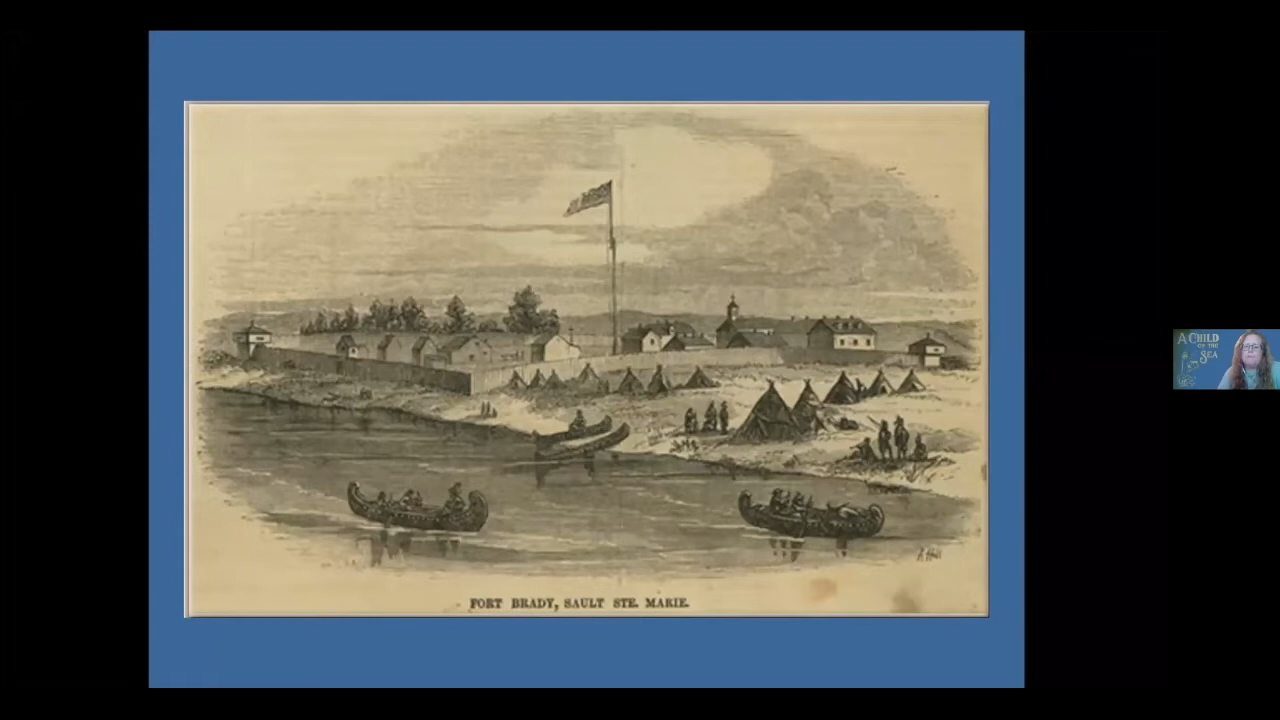 FORT BRADY, SAULT STE. MARIE.
A CHILD
OF THE
SEA